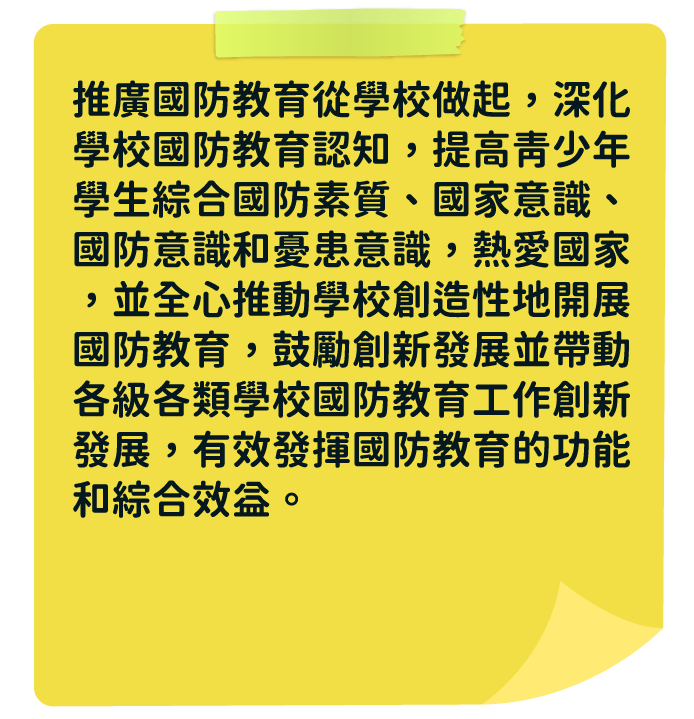 推廣國防教育從學校做起，深化
學校國防教育認知，提高青少年
學生綜合國防素質、國家意識、
國防意識和憂患意識，熱愛國家
，並全心推動學校創造性地開展
國防教育，鼓勵創新發展並帶動
各級各類學校國防教育工作創新
發展，有效發揮國防教育的功能
和綜合效益。